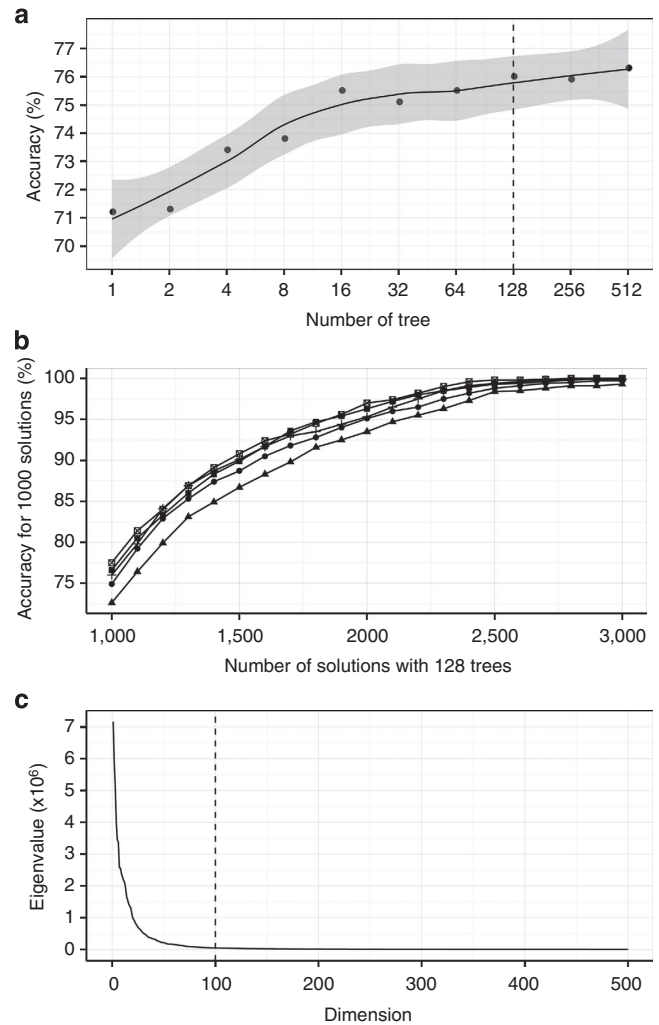 a
77
76
75
74
73
72
71
70
Accuracy (%)
1 2 4 8 16 32 64 128 256 512
Number of tree
b
100
95
90
85
80
75
Accuracy for 1000 solutions (%)
1,000 1,500 2000 2,500 3,000
Number of solutions with 128 trees
c
7
6
5
4
3
2
1
0
Eigenvalue (x10⁶)
0 100 200 300 400 500
Dimension